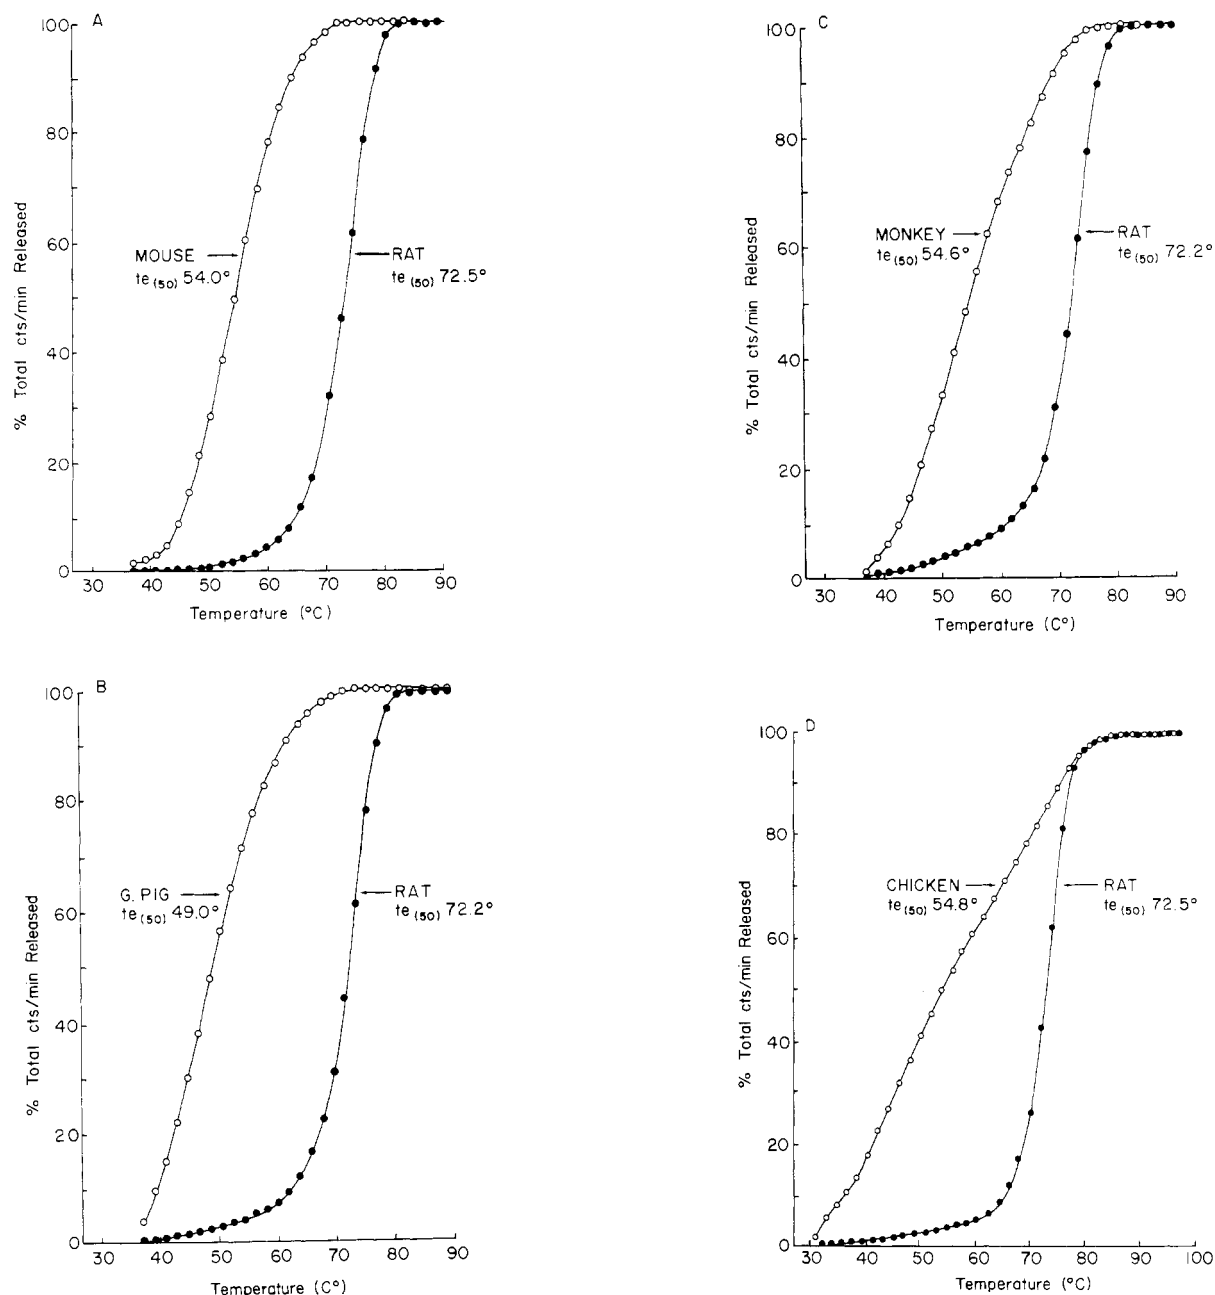 A
100
80
60
40
20
0
% Total cts/min Released
MOUSE
te(50) 54.0°
RAT
te(50) 72.5°
30 40 50 60 70 80 90
Temperature (°C)
C
100
80
60
40
20
0
% Total cts/min Released
MONKEY
te(50) 54.6°
RAT
te(50) 72.2°
30 40 50 60 70 80 90
Temperature (C°)
B
100
80
60
40
20
0
% Total cts/min Released
G. PIG
te(50) 49.0°
RAT
te(50) 72.2°
30 40 50 60 70 80 90
Temperature (C°)
D
100
80
60
40
20
0
% Total cts/min Released
CHICKEN
te(50) 54.8°
RAT
te(50) 72.5°
30 40 50 60 70 80 90 100
Temperature (°C)